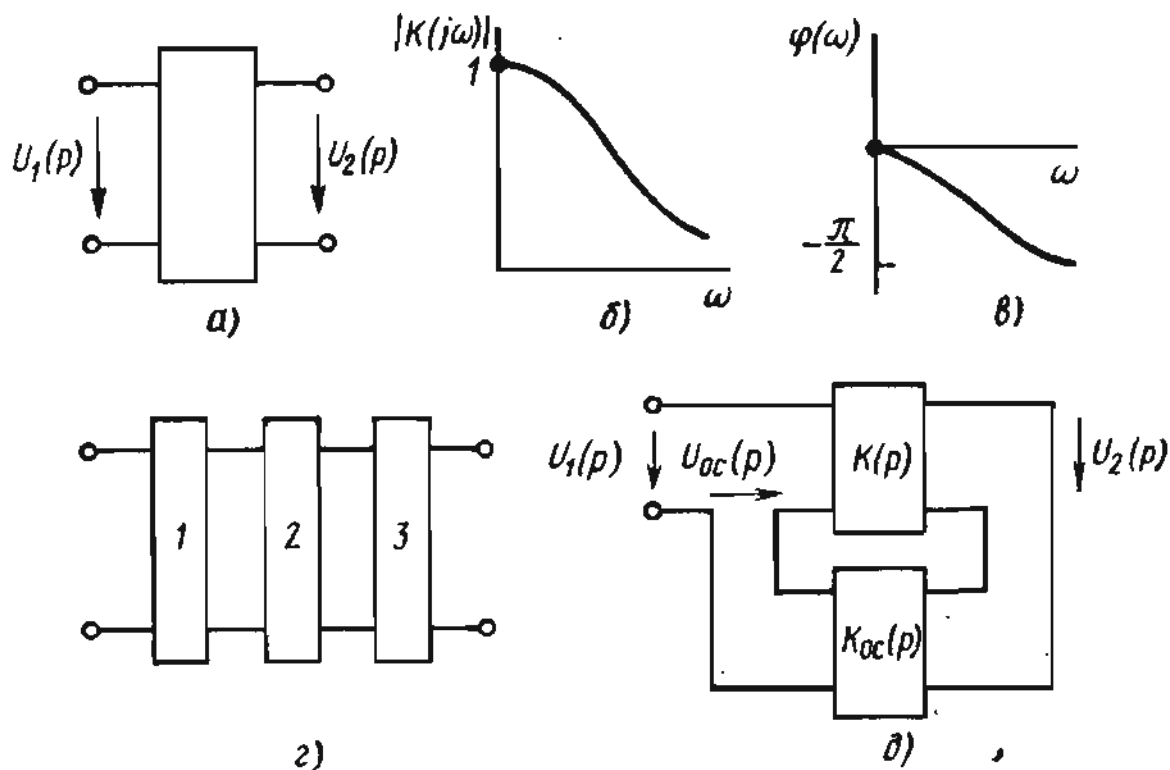 U₁(p)
U₂(p)
а)
|K(jω)|
1
ω
б)
φ(ω)
ω
-π/2
в)
1
2
3
г)
U₁(p)
Uос(p)
K(p)
U₂(p)
Kос(p)
д)